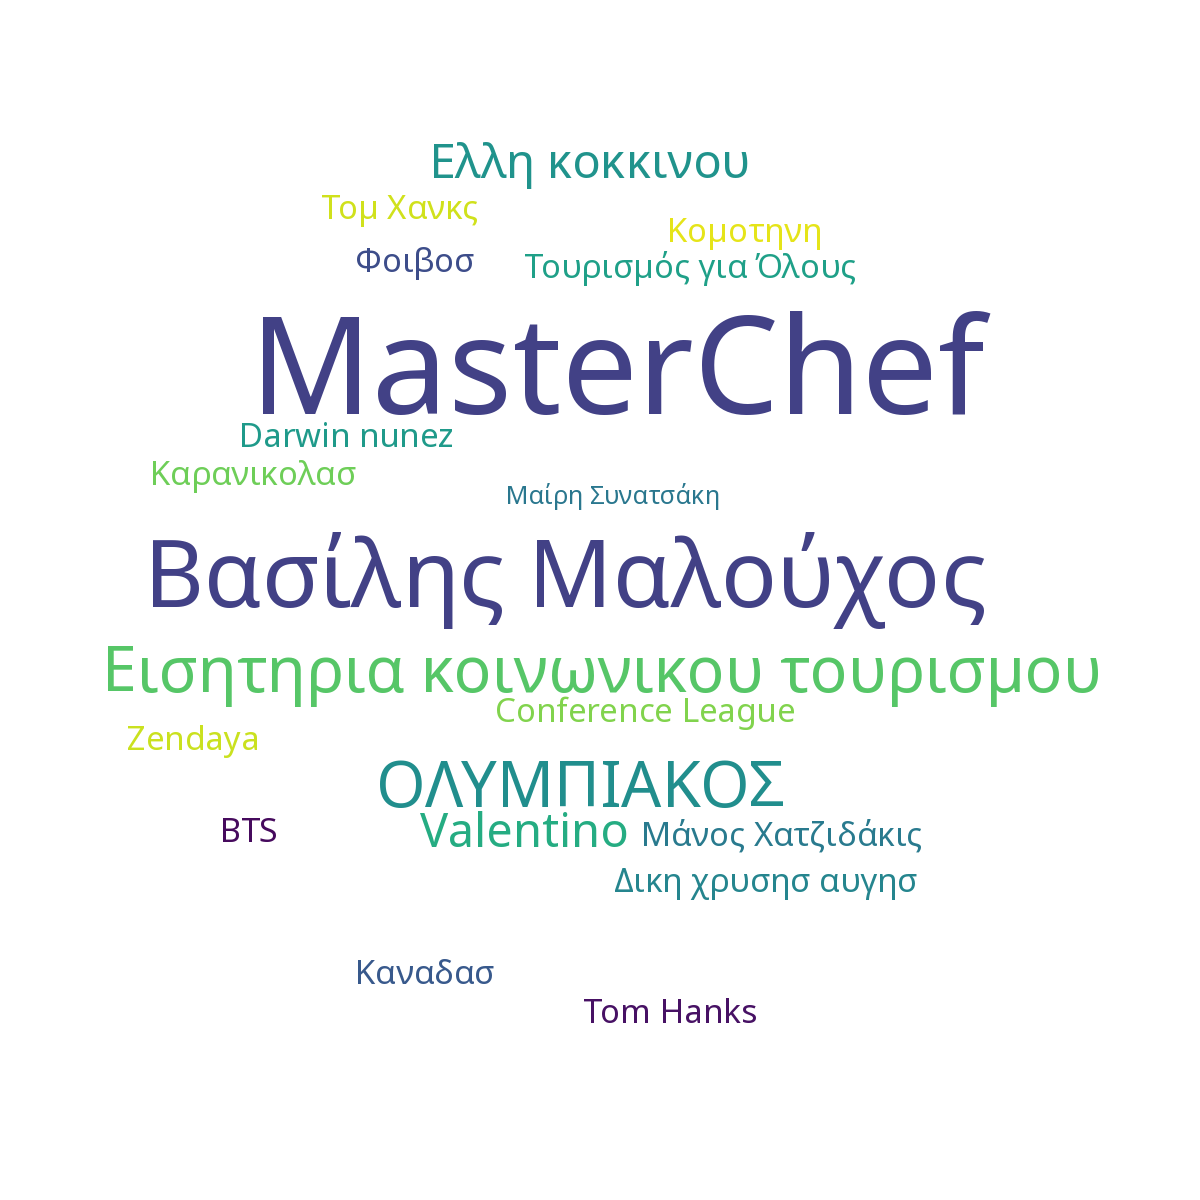 Ελλη κοκκινου
Τομ Χανκς
Κομοτηνη
Φοιβοσ
Τουρισμός για Όλους
MasterChef
Darwin nunez
Καρανικολασ
Μαίρη Συνατσάκη
Βασίλης Μαλούχος
Εισητηρια κοινωνικου τουρισμου
Conference League
Zendaya
ΟΛΥΜΠΙΑΚΟΣ
BTS
Valentino
Μάνος Χατζιδάκις
Δικη χρυσησ αυγησ
Καναδασ
Tom Hanks